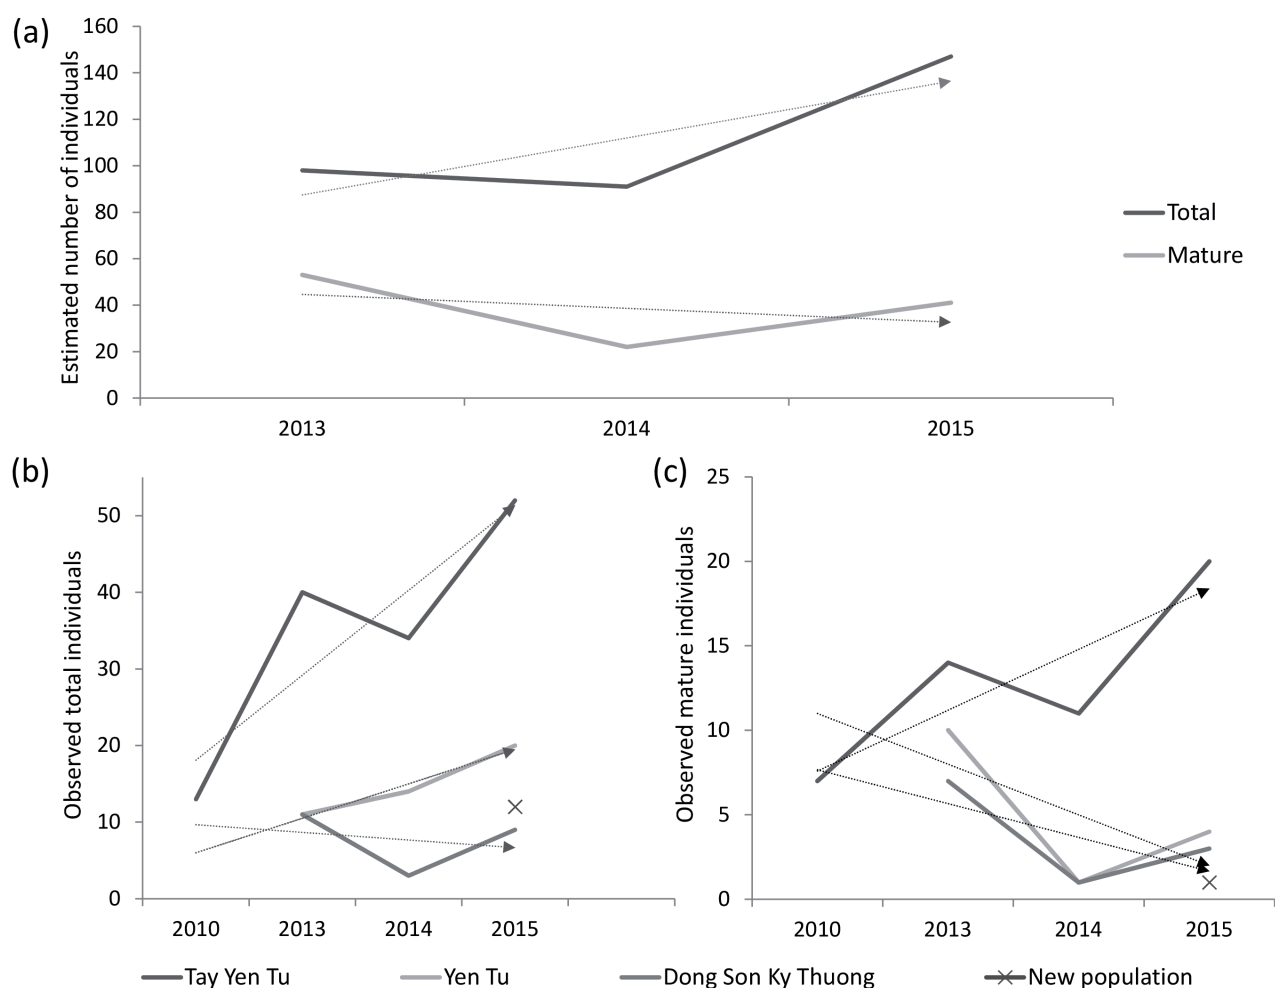 (a)
Estimated number of individuals
160
140
120
100
80
60
40
20
0
2013 2014 2015
Total
Mature
(b)
Observed total individuals
50
40
30
20
10
0
2010 2013 2014 2015
(c)
Observed mature individuals
25
20
15
10
5
0
2010 2013 2014 2015
Tay Yen Tu Yen Tu Dong Son Ky Thuong New population